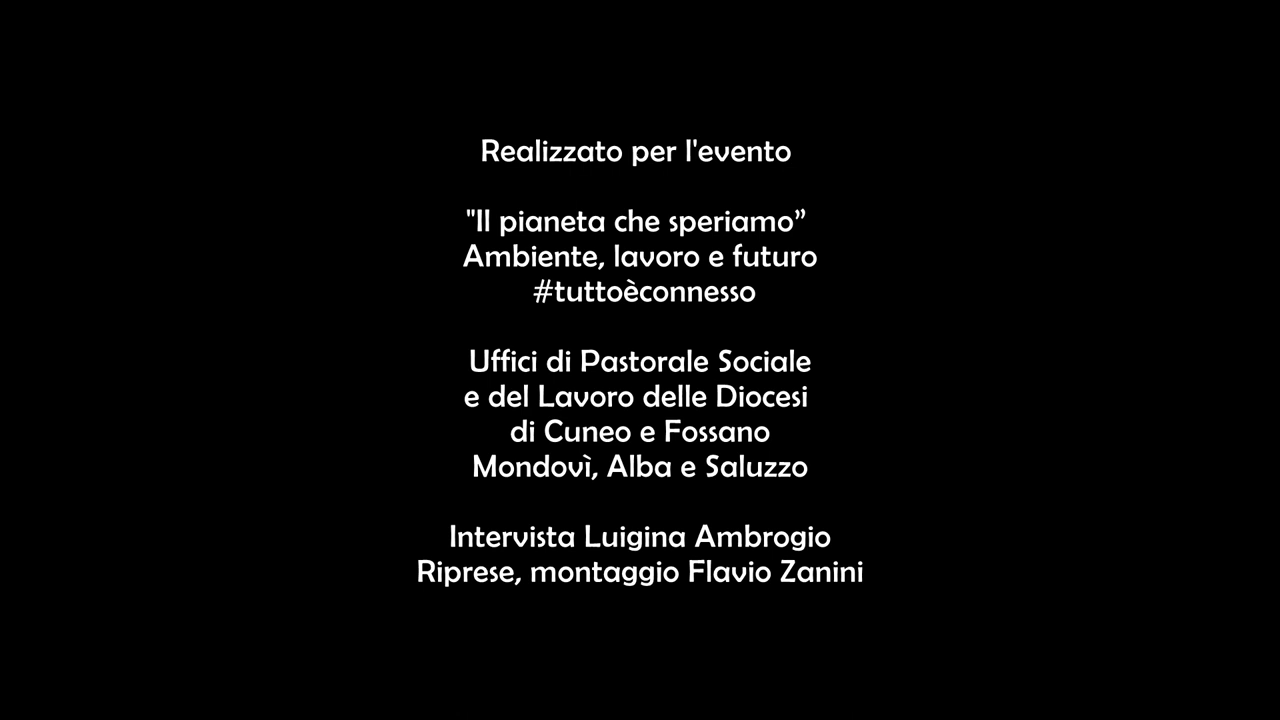 Realizzato per l'evento
"Il pianeta che speriamo”
Ambiente, lavoro e futuro
#tuttoèconnesso
Uffici di Pastorale Sociale
e del Lavoro delle Diocesi
di Cuneo e Fossano
Mondovì, Alba e Saluzzo
Intervista Luigina Ambrogio
Riprese, montaggio Flavio Zanini